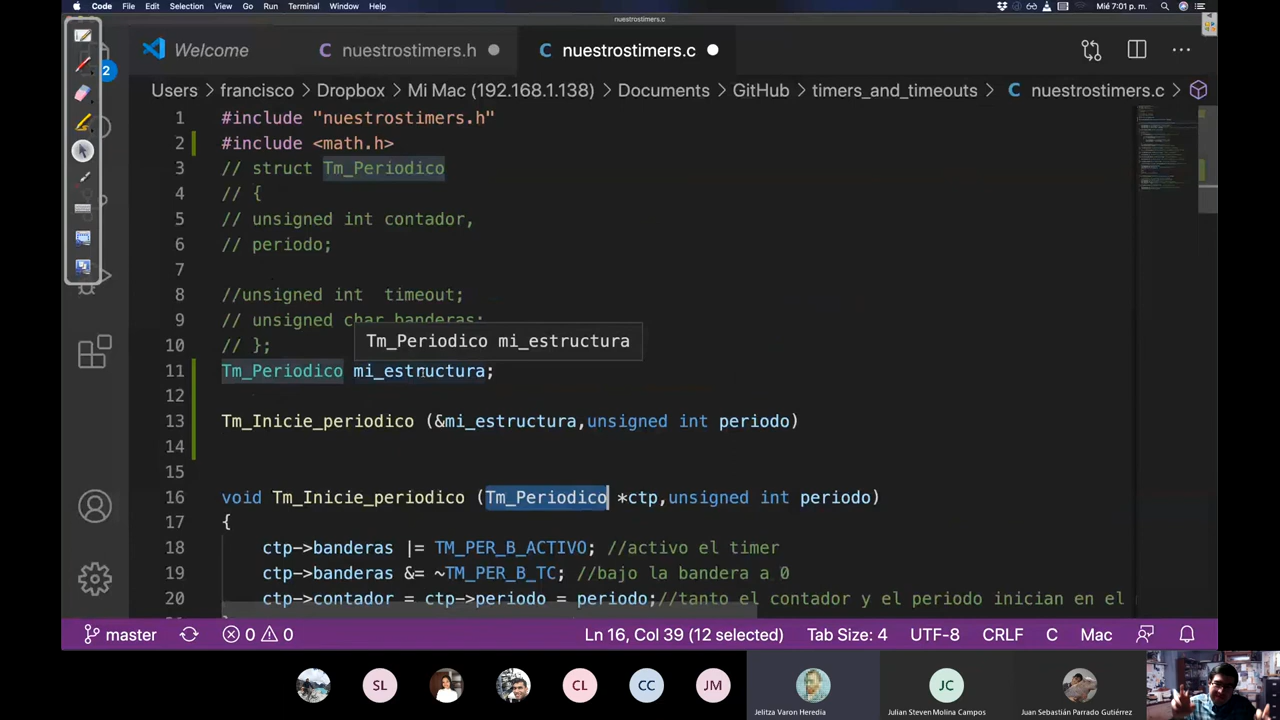 Code File Edit Selection View Go Run Terminal Window Help Mié 7:01 p. m.
nuestrostimers.c
Welcome C nuestrostimers.h C nuestrostimers.c
2
Users > francisco > Dropbox > Mi Mac (192.168.1.138) > Documents > GitHub > timers_and_timeouts > C nuestrostimers.c >
1 #include "nuestrostimers.h"
2 #include <math.h>
3 // struct Tm_Periodico
4 // {
5 // unsigned int contador,
6 // periodo;
7
8 //unsigned int timeout;
9 // unsigned char banderas;
10 // };
Tm_Periodico mi_estructura
11 Tm_Periodico mi_estructura;
12
13 Tm_Inicie_periodico (&mi_estructura,unsigned int periodo)
14
15
16 void Tm_Inicie_periodico (Tm_Periodico *ctp,unsigned int periodo)
17 {
18 ctp->banderas |= TM_PER_B_ACTIVO; //activo el timer
19 ctp->banderas &= ~TM_PER_B_TC; //bajo la bandera a 0
20 ctp->contador = ctp->periodo = periodo;//tanto el contador y el periodo inician en el
master 0 0 Ln 16, Col 39 (12 selected) Tab Size: 4 UTF-8 CRLF C Mac
SL CL CC JM JC
Jelitza Varon Heredia Julian Steven Molina Campos Juan Sebastián Parrado Gutiérrez